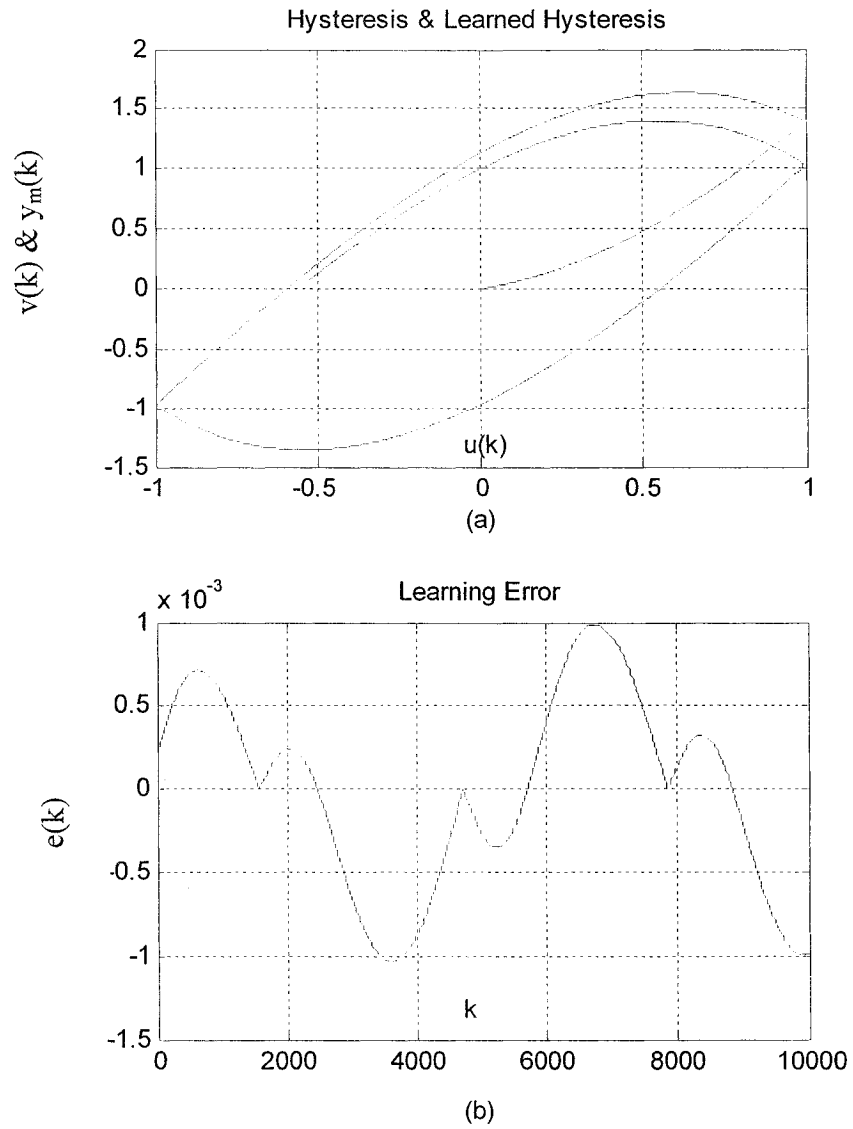 Hysteresis & Learned Hysteresis
2
1.5
1
0.5
0
-0.5
-1
-1.5
v(k) & y_m(k)
u(k)
-1 -0.5 0 0.5 1
(a)
x 10^-3
Learning Error
1
0.5
0
-0.5
-1
-1.5
e(k)
k
0 2000 4000 6000 8000 10000
(b)